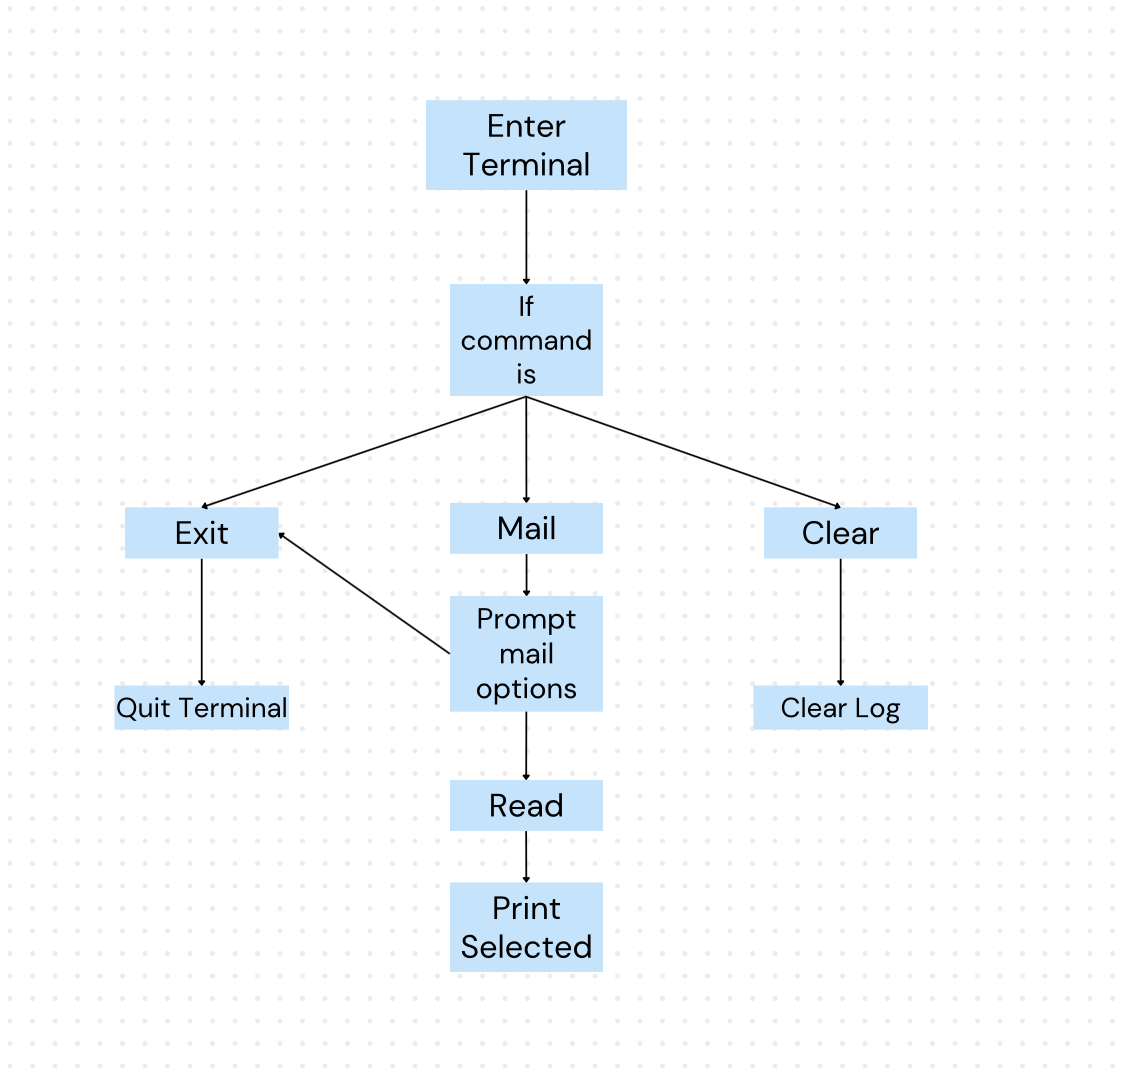 Enter
Terminal
If
command
is
Exit
Mail
Clear
Prompt
mail
options
Quit Terminal
Clear Log
Read
Print
Selected